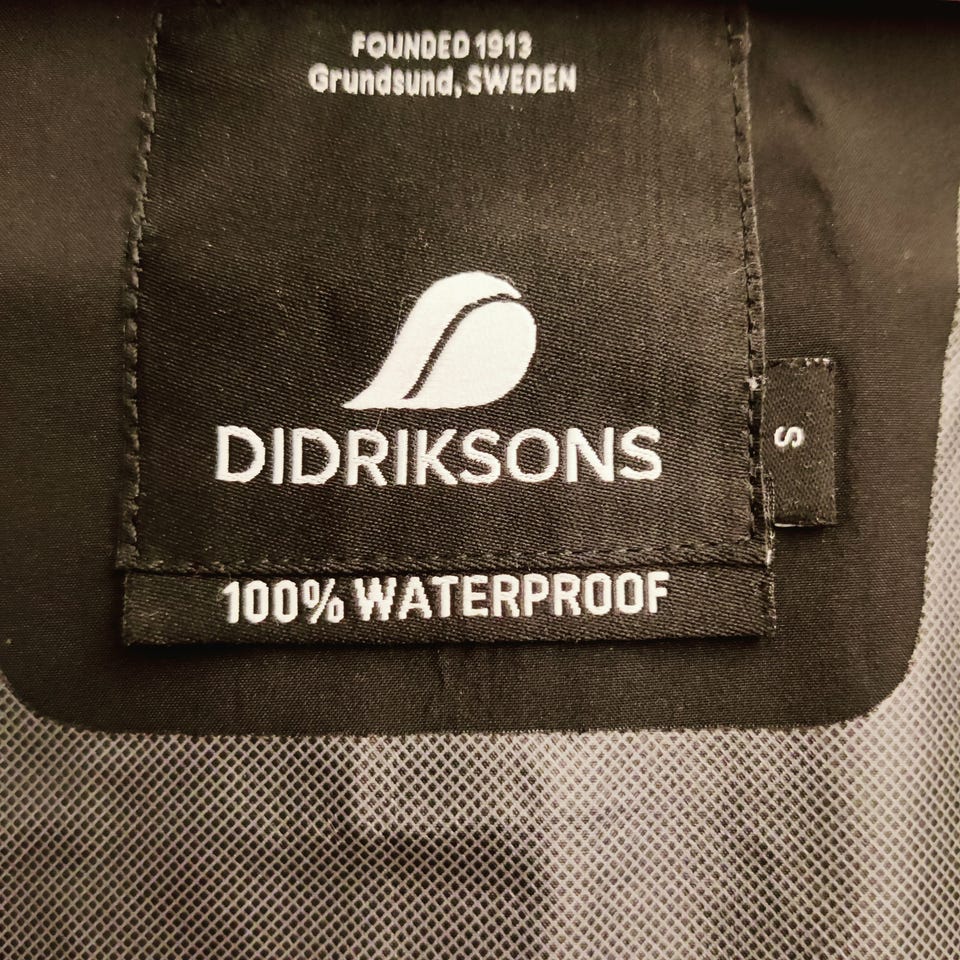 FOUNDED 1913
Grundsund, SWEDEN
DIDRIKSONS
S
100% WATERPROOF